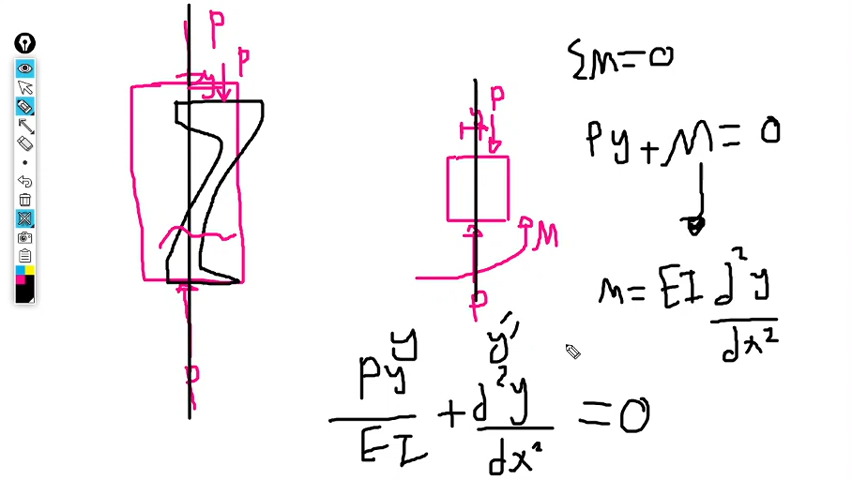 P
P
y
P
P
y
M
P
ΣM=0
Py+M=0
M=EI d²y/dx²
y y'
Py/EI + d²y/dx² = 0